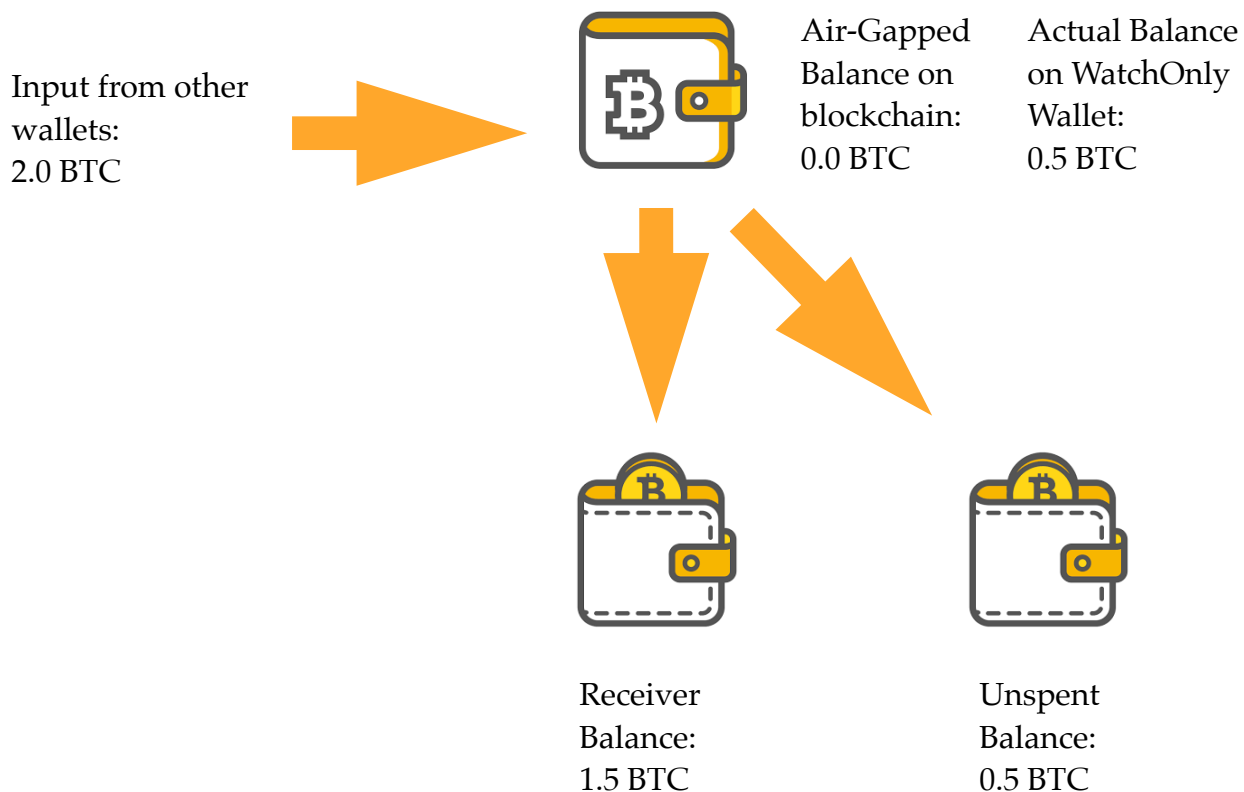 Input from other
wallets:
2.0 BTC
Air-Gapped
Balance on
blockchain:
0.0 BTC
Actual Balance
on WatchOnly
Wallet:
0.5 BTC
Receiver
Balance:
1.5 BTC
Unspent
Balance:
0.5 BTC